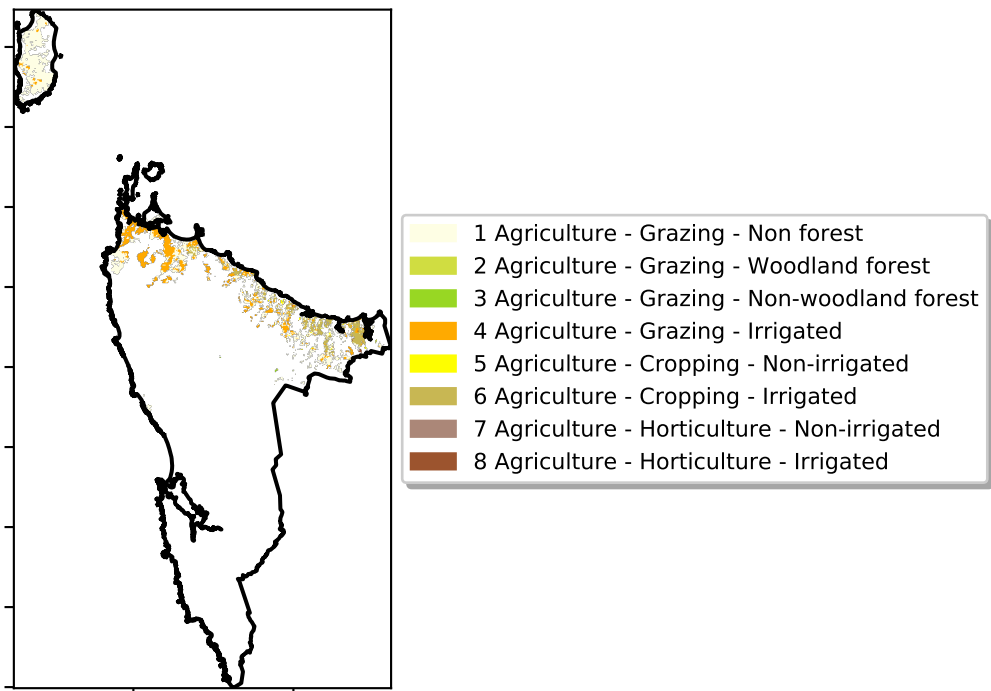 1 Agriculture - Grazing - Non forest
2 Agriculture - Grazing - Woodland forest
3 Agriculture - Grazing - Non-woodland forest
4 Agriculture - Grazing - Irrigated
5 Agriculture - Cropping - Non-irrigated
6 Agriculture - Cropping - Irrigated
7 Agriculture - Horticulture - Non-irrigated
8 Agriculture - Horticulture - Irrigated